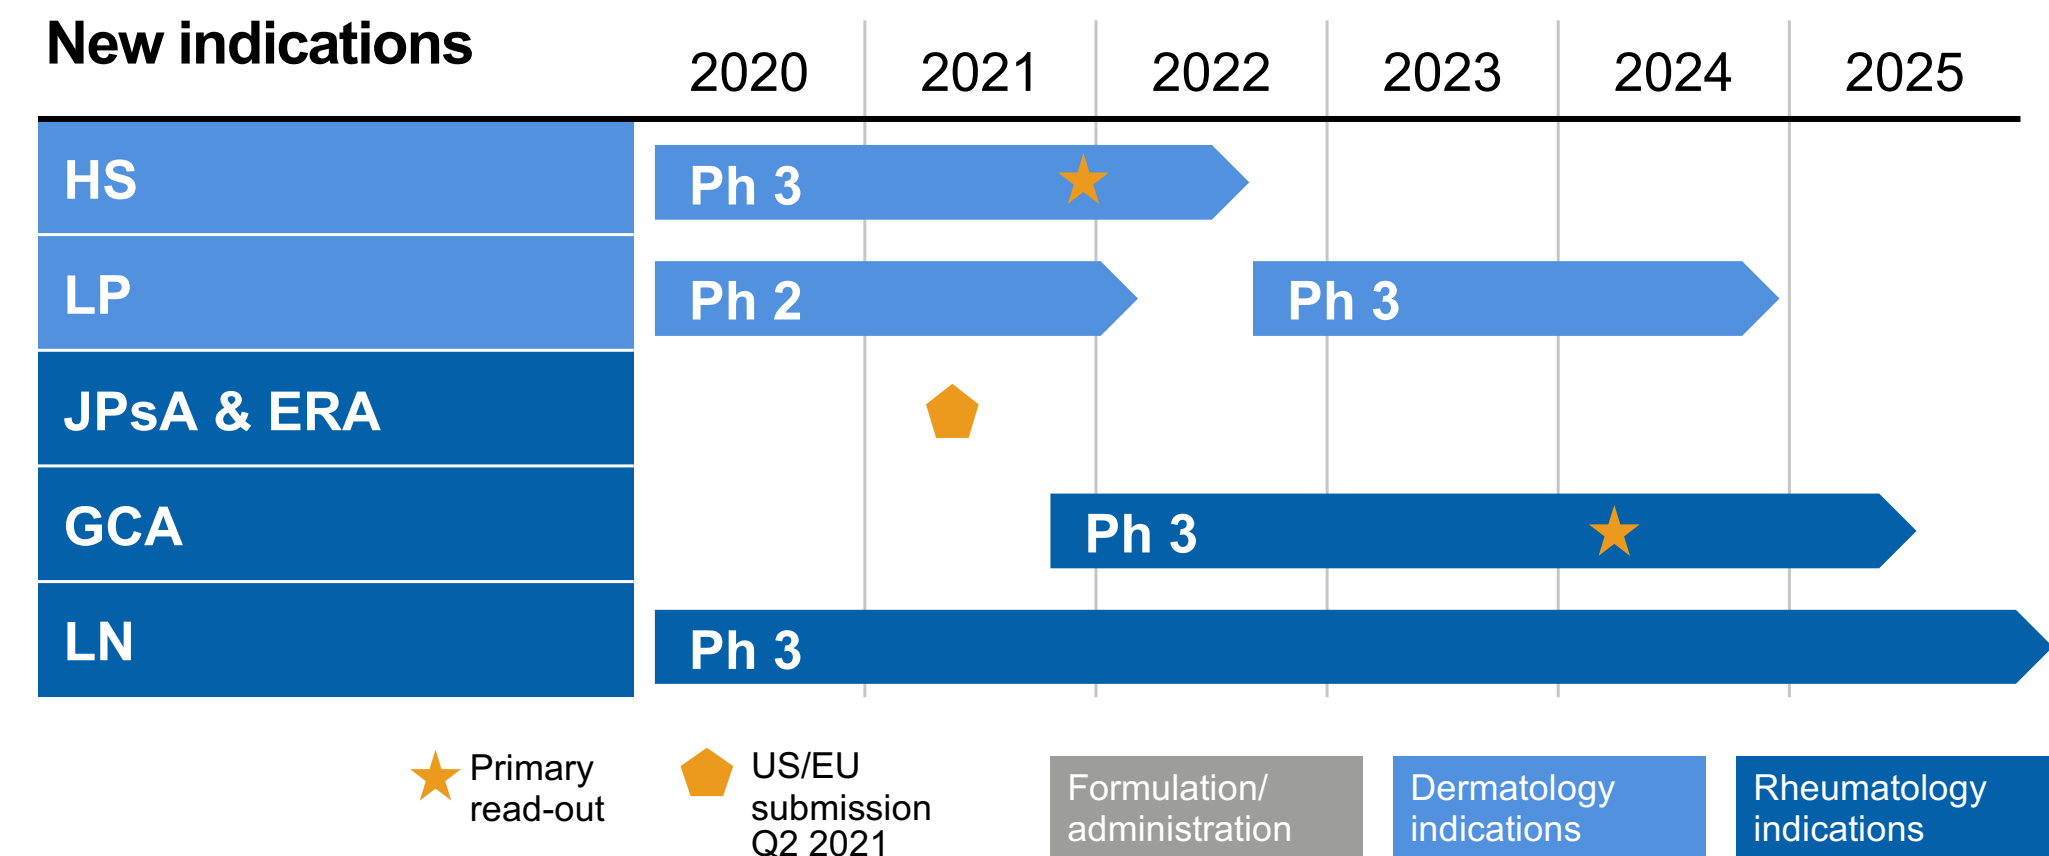 New indications
2020 2021 2022 2023 2024 2025
HS
Ph 3
LP
Ph 2
Ph 3
JPsA & ERA
GCA
Ph 3
LN
Ph 3
Primary
read-out
US/EU
submission
Q2 2021
Formulation/
administration
Dermatology
indications
Rheumatology
indications